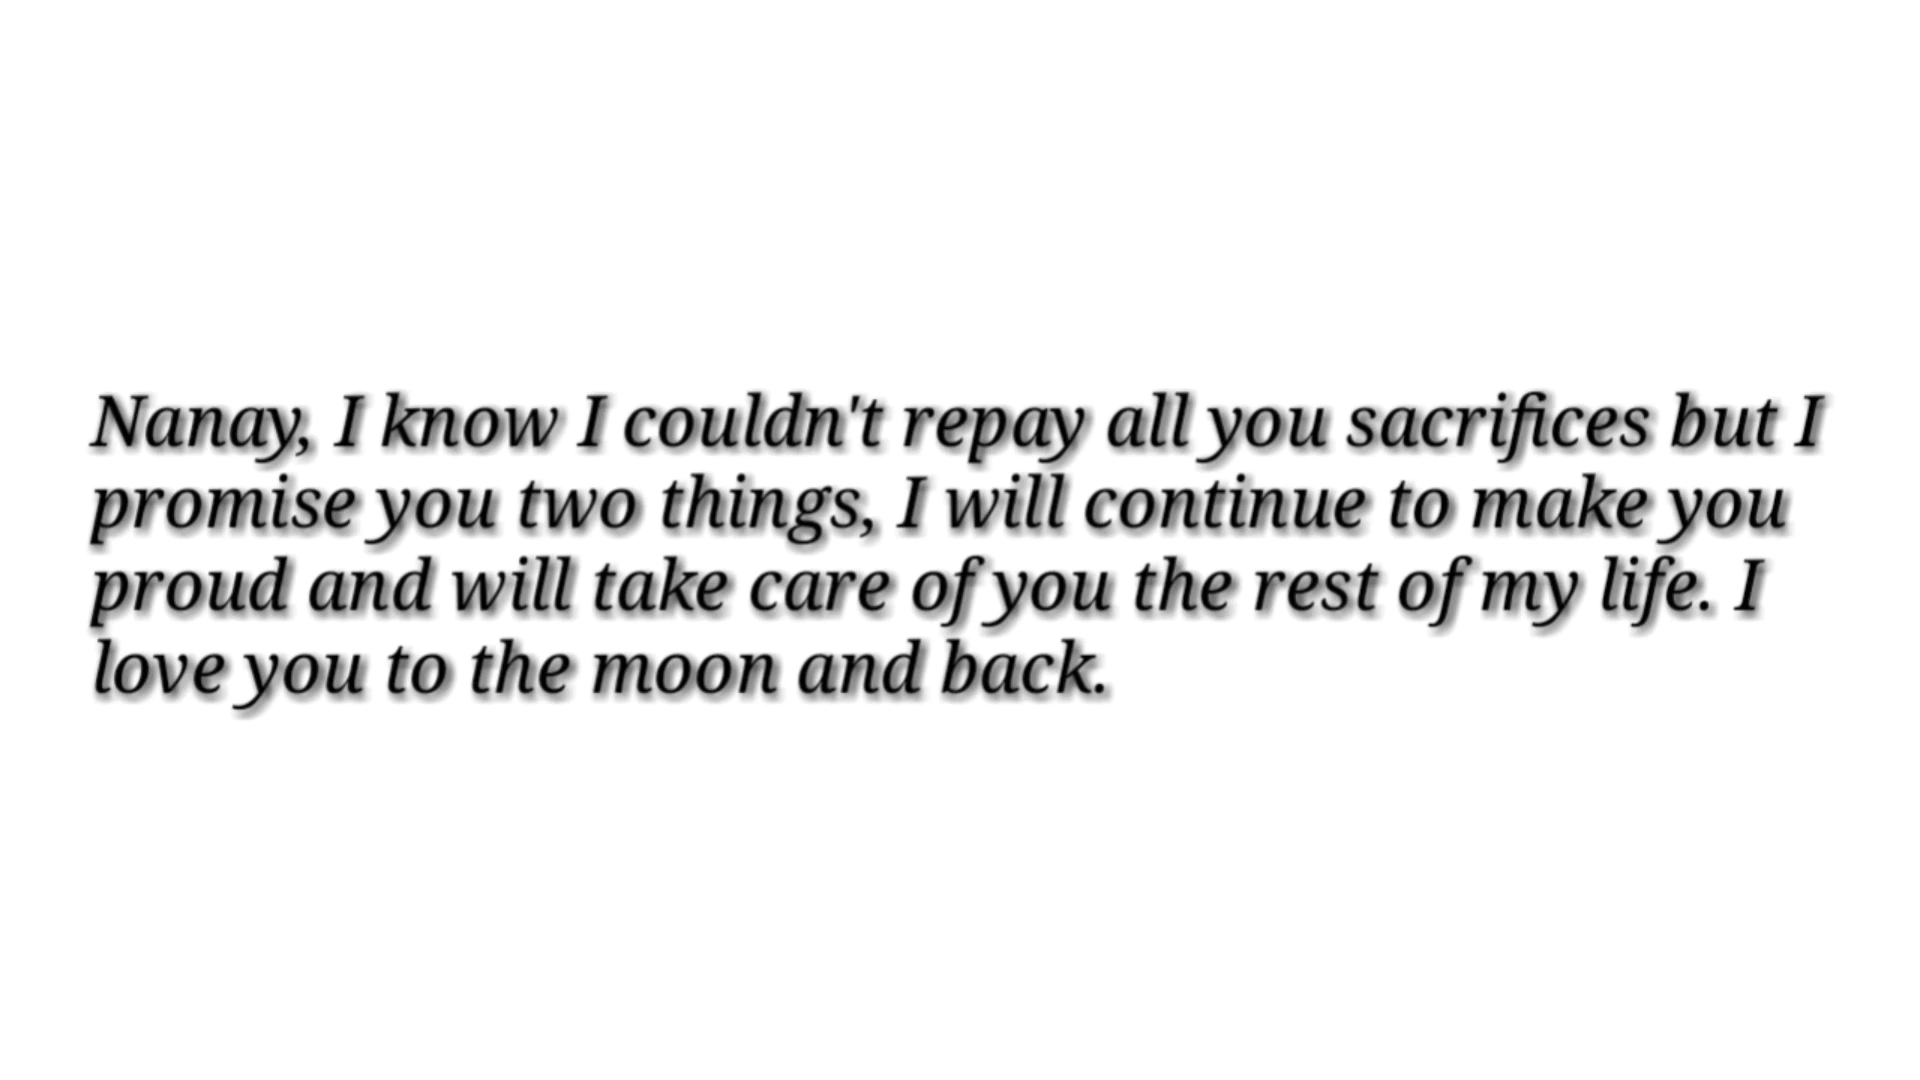 Nanay, I know I couldn't repay all you sacrifices but I
promise you two things, I will continue to make you
proud and will take care of you the rest of my life. I
love you to the moon and back.